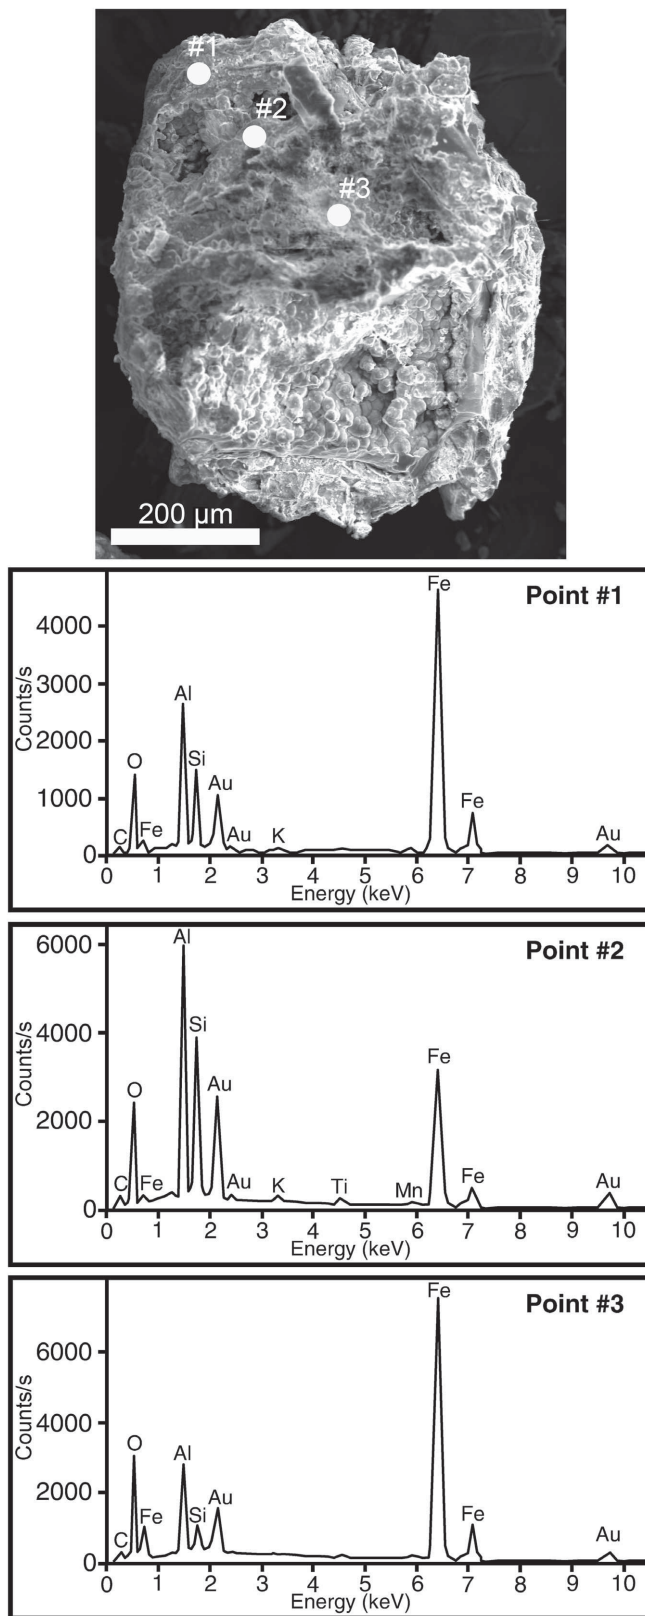 #1
#2
#3
200 µm
Point #1
Counts/s
4000
3000
2000
1000
0
C
O
Fe
Al
Si
Au
Au
K
Fe
Fe
Au
0 1 2 3 4 5 6 7 8 9 10
Energy (keV)
Point #2
Counts/s
6000
4000
2000
0
C
O
Fe
Al
Si
Au
Au
K
Ti
Mn
Fe
Fe
Au
0 1 2 3 4 5 6 7 8 9 10
Energy (keV)
Point #3
Counts/s
6000
4000
2000
0
C
O
Fe
Al
Si
Au
Fe
Fe
Au
0 1 2 3 4 5 6 7 8 9 10
Energy (keV)